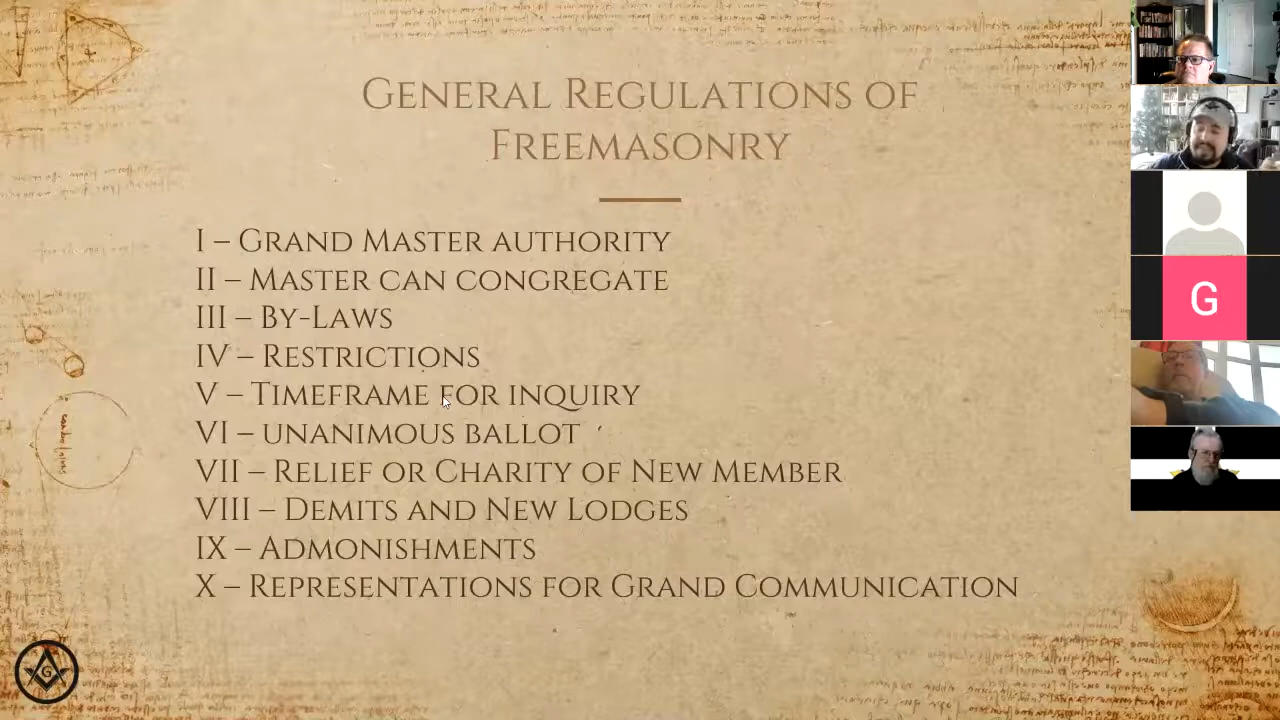 General Regulations of
Freemasonry
I – Grand Master authority
II – Master can congregate
III – By-Laws
IV – Restrictions
V – Timeframe for inquiry
VI – unanimous ballot
VII – Relief or Charity of New Member
VIII – Demits and New Lodges
IX – Admonishments
X – Representations for Grand Communication
G
G